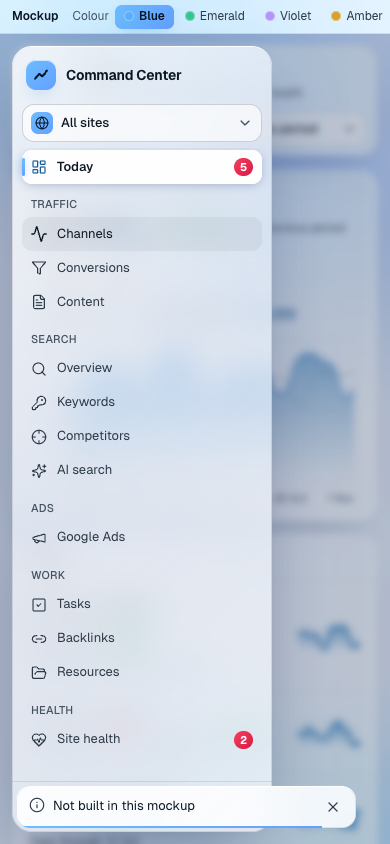 Mockup Colour Blue Emerald Violet Amber
Command Center
All sites
Today 5
TRAFFIC
Channels
Conversions
Content
SEARCH
Overview
Keywords
Competitors
AI search
ADS
Google Ads
WORK
Tasks
Backlinks
Resources
HEALTH
Site health 2
Not built in this mockup